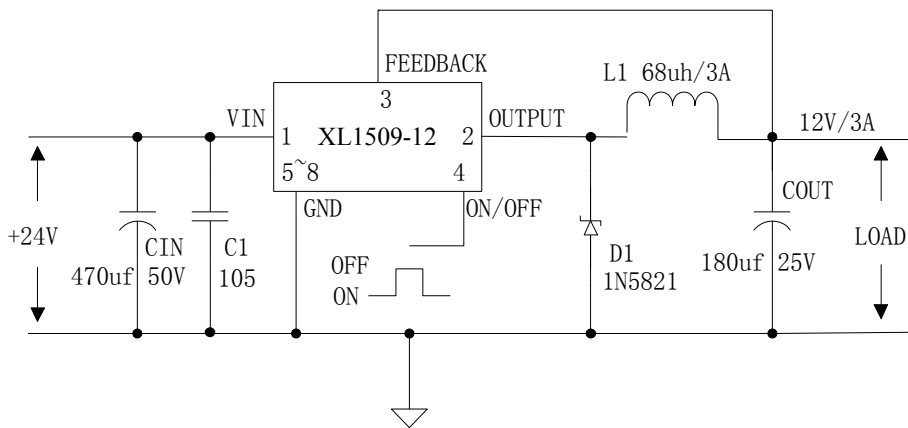 FEEDBACK
L1 68uh/3A
3
VIN
OUTPUT
12V/3A
1
XL1509-12
2
5~8
4
GND
ON/OFF
COUT
+24V
CIN
C1
OFF
D1
LOAD
470uf 50V
105
ON
1N5821
180uf 25V